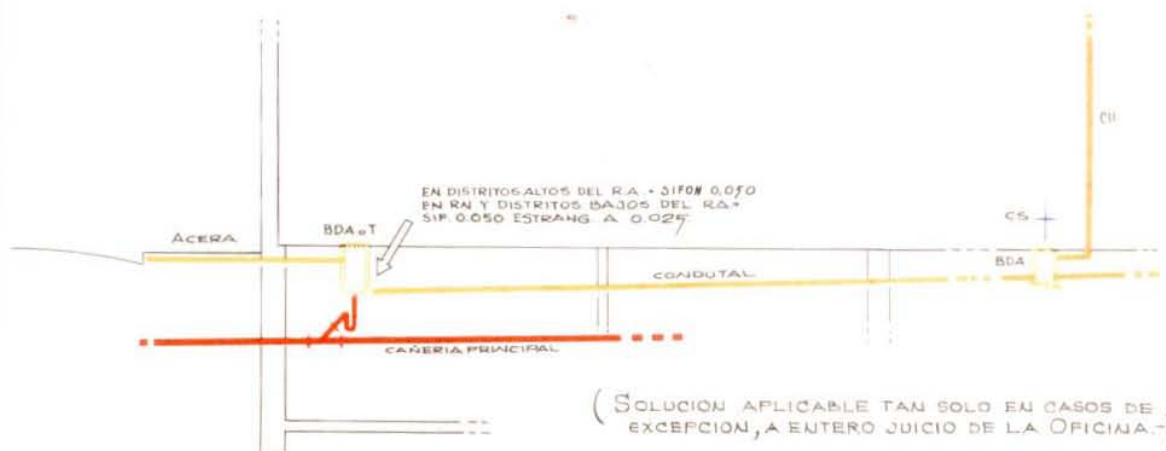 CLL
EN DISTRITOS ALTOS DEL R.A. - SIFON 0,050
EN RN Y DISTRITOS BAJOS DEL R.A. -
SIF. 0.050 ESTRANG. A 0.025
CS
ACERA
BDA o T
BDA
CONDUTAL
CAÑERIA PRINCIPAL
( SOLUCION APLICABLE TAN SOLO EN CASOS DE
EXCEPCION, A ENTERO JUICIO DE LA OFICINA.-